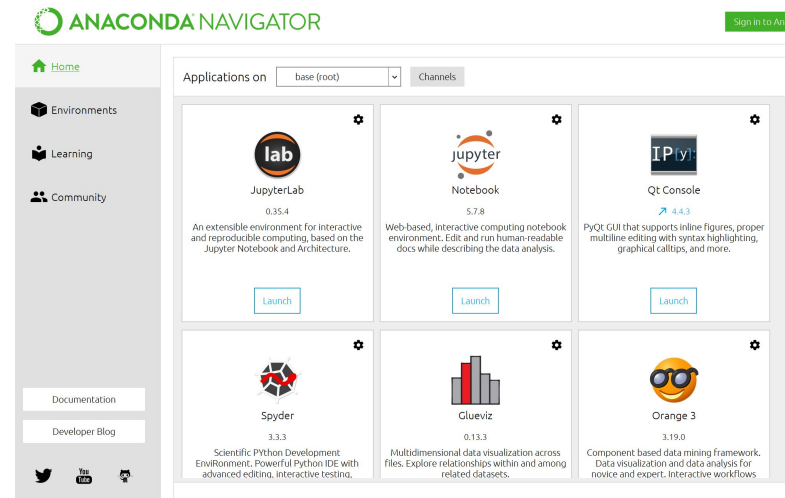 ANACONDA NAVIGATOR
Sign in to An
Home
Environments
Learning
Community
Documentation
Developer Blog
You
Tube
Applications on
base (root)
Channels
lab
JupyterLab
0.35.4
An extensible environment for interactive
and reproducible computing, based on the
Jupyter Notebook and Architecture.
Launch
jupyter
Notebook
5.7.8
Web-based, interactive computing notebook
environment. Edit and run human-readable
docs while describing the data analysis.
Launch
IP[y]:
Qt Console
4.4.3
PyQt GUI that supports inline figures, proper
multiline editing with syntax highlighting,
graphical calltips, and more.
Launch
Spyder
3.3.3
Scientific PYthon Development
EnviRonment. Powerful Python IDE with
advanced editing, interactive testing,
Glueviz
0.13.3
Multidimensional data visualization across
files. Explore relationships within and among
related datasets.
Orange 3
3.19.0
Component based data mining framework.
Data visualization and data analysis for
novice and expert. Interactive workflows